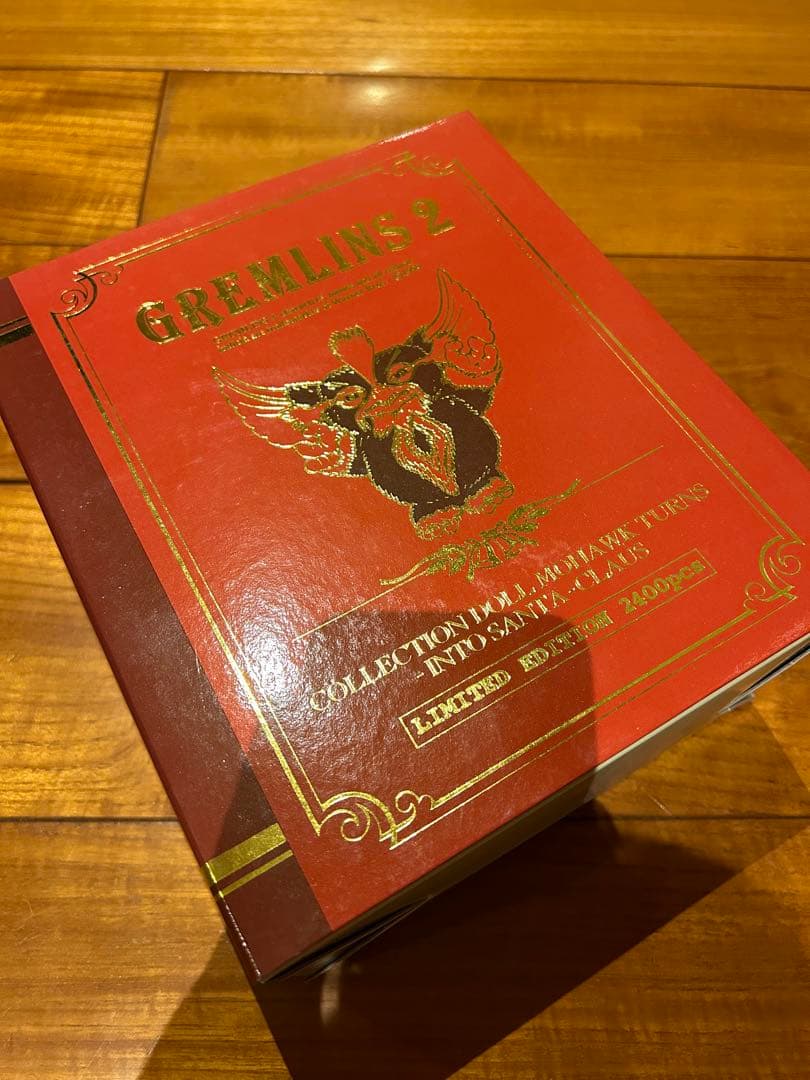 GREMLINS 2
COLLECTION DOLL, MOHAWK TURNS
- INTO SANTA-CLAUS
LIMITED EDITION 2400pcs